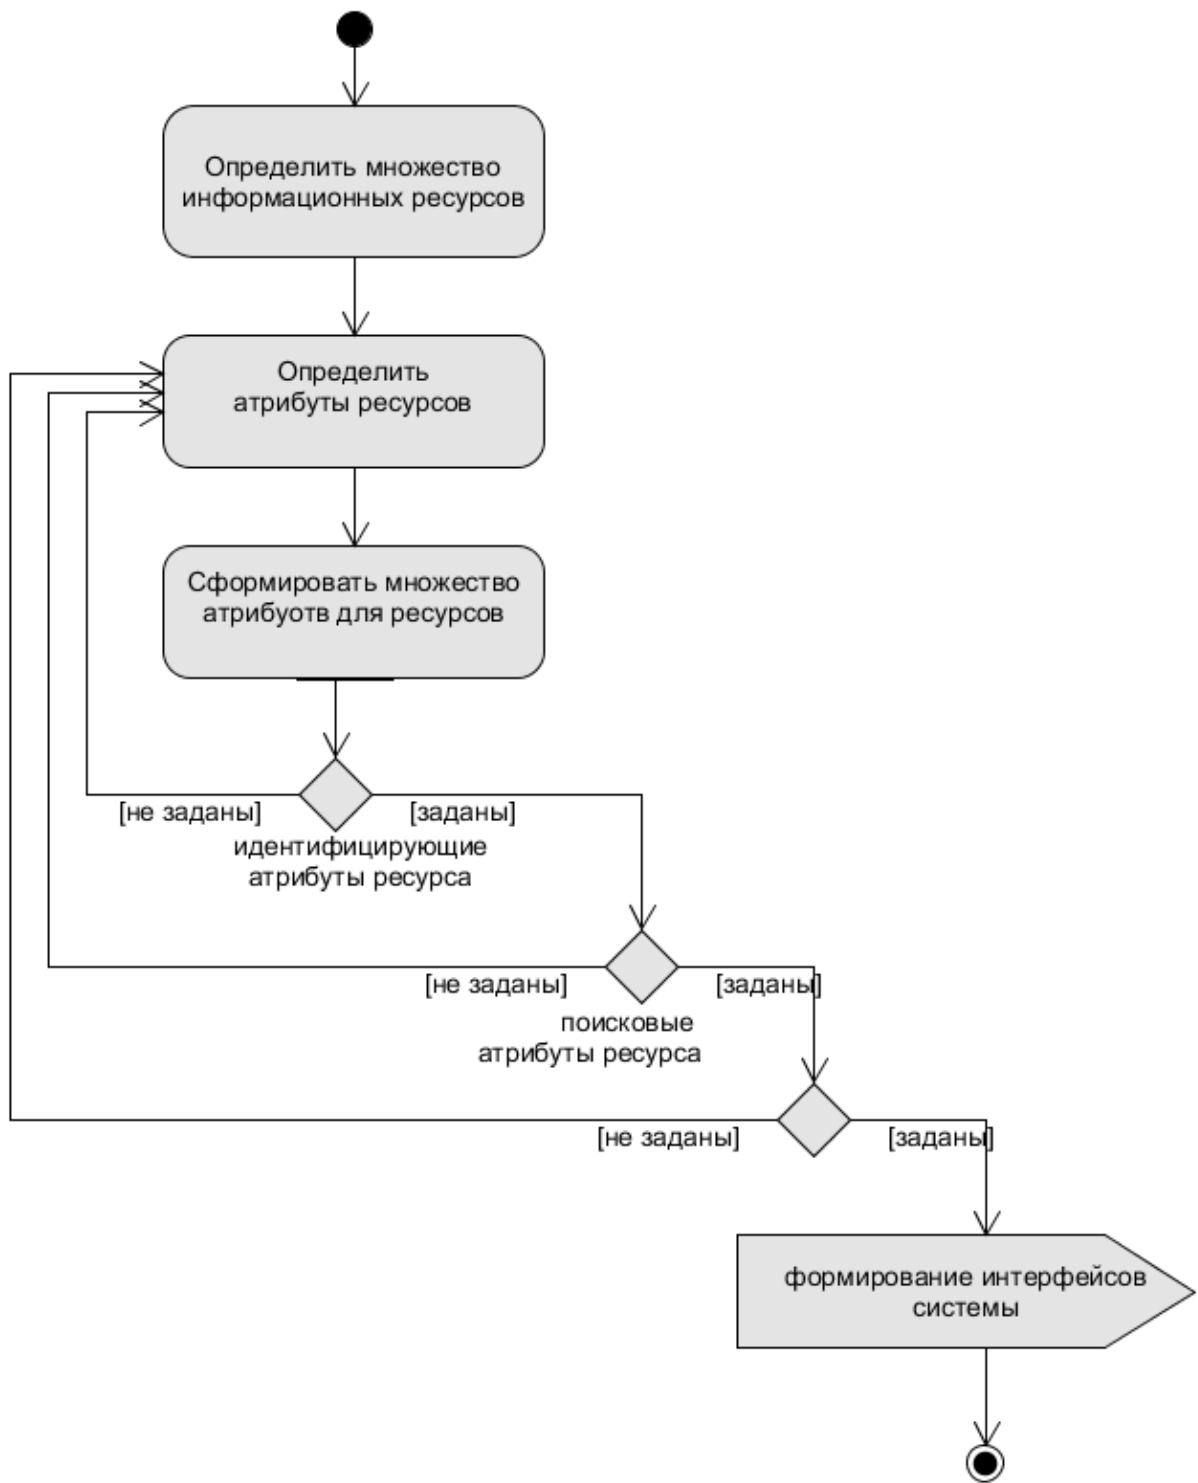 Определить множество
информационных ресурсов
Определить
атрибуты ресурсов
Сформировать множество
атрибуотв для ресурсов
[не заданы]
[заданы]
идентифицирующие
атрибуты ресурса
[не заданы]
[заданы]
поисковые
атрибуты ресурса
[не заданы]
[заданы]
формирование интерфейсов
системы